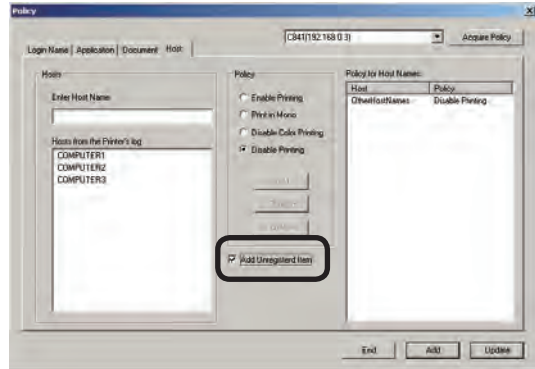 Policy
C841(192.168.0.3)
Acquire Policy
Login Name
Application
Document
Host
Hosts
Enter Host Name
Hosts from the Printer's log
COMPUTER1
COMPUTER2
COMPUTER3
Policy
Enable Printing
Print in Mono
Disable Color Printing
Disable Printing
Add Unregisterd Item
Policy for Host Names:
Host Policy
OtherHostNames Disable Printing
End
Add
Update